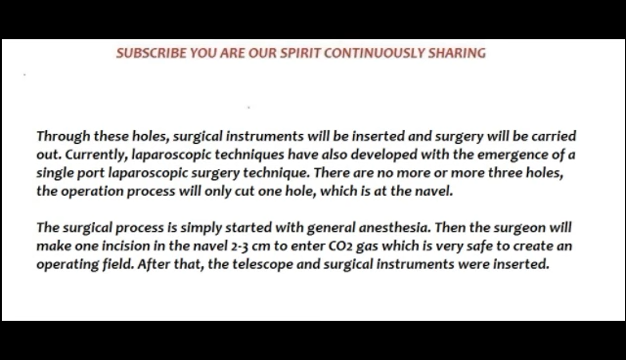 SUBSCRIBE YOU ARE OUR SPIRIT CONTINUOUSLY SHARING
Through these holes, surgical instruments will be inserted and surgery will be carried
out. Currently, laparoscopic techniques have also developed with the emergence of a
single port laparoscopic surgery technique. There are no more or more three holes,
the operation process will only cut one hole, which is at the navel.
The surgical process is simply started with general anesthesia. Then the surgeon will
make one incision in the navel 2-3 cm to enter CO2 gas which is very safe to create an
operating field. After that, the telescope and surgical instruments were inserted.